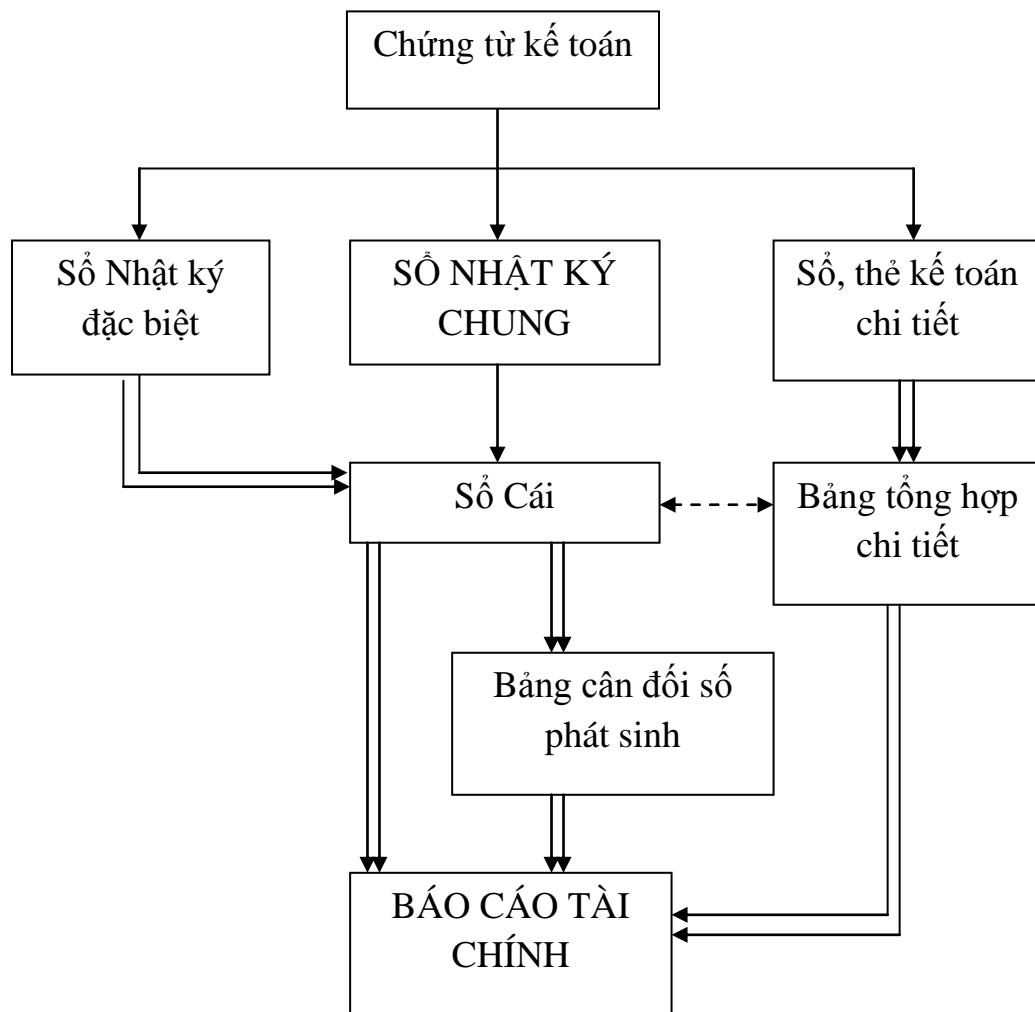 Chứng từ kế toán
Sổ Nhật ký
đặc biệt
SỔ NHẬT KÝ
CHUNG
Sổ, thẻ kế toán
chi tiết
Sổ Cái
Bảng tổng hợp
chi tiết
Bảng cân đối số
phát sinh
BÁO CÁO TÀI
CHÍNH